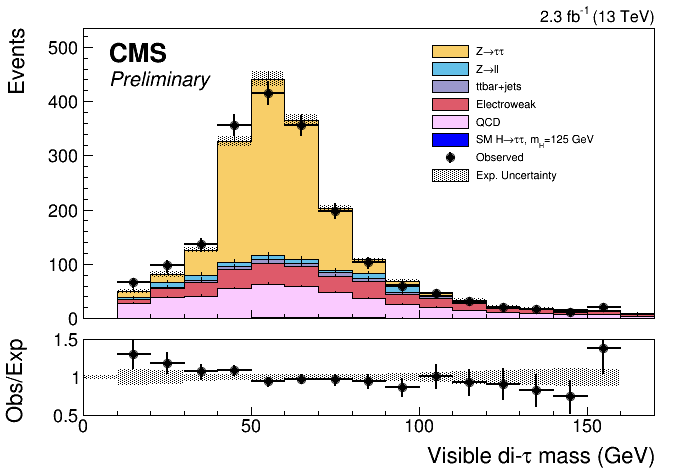 2.3 fb⁻¹ (13 TeV)
Events
CMS
Preliminary
500
400
300
200
100
0
Z→ττ
Z→ll
ttbar+jets
Electroweak
QCD
SM H→ττ, m_H=125 GeV
Observed
Exp. Uncertainty
Obs/Exp
1.5
1
0.5
0 50 100 150
Visible di-τ mass (GeV)